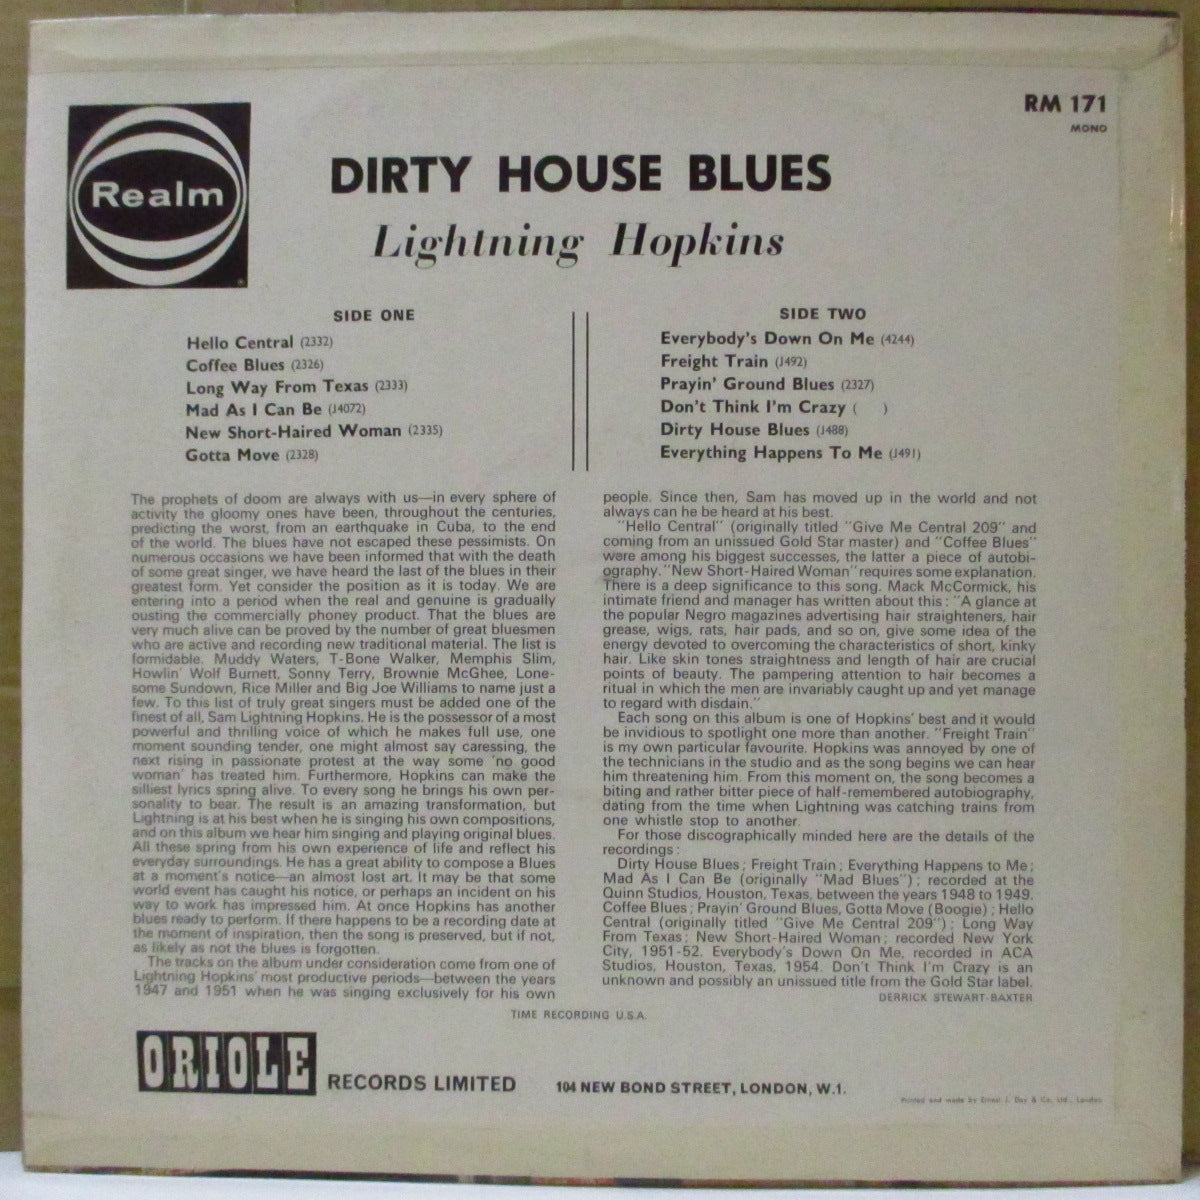 RM 171
MONO
Realm
DIRTY HOUSE BLUES
Lightning Hopkins
SIDE ONE
Hello Central (2332)
Coffee Blues (2326)
Long Way From Texas (2333)
Mad As I Can Be (J4072)
New Short-Haired Woman (2335)
Gotta Move (2328)
SIDE TWO
Everybody's Down On Me (4244)
Freight Train (J492)
Prayin' Ground Blues (2327)
Don't Think I'm Crazy ( )
Dirty House Blues (J488)
Everything Happens To Me (J491)
The prophets of doom are always with us—in every sphere of
activity the gloomy ones have been, throughout the centuries,
predicting the worst, from an earthquake in Cuba, to the end
of the world. The blues have not escaped these pessimists. On
numerous occasions we have been informed that with the death
of some great singer, we have heard the last of the blues in their
greatest form. Yet consider the position as it is today. We are
entering into a period when the real and genuine is gradually
ousting the commercially phoney product. That the blues are
very much alive can be proved by the number of great bluesmen
who are active and recording new traditional material. The list is
formidable. Muddy Waters, T-Bone Walker, Memphis Slim,
Howlin' Wolf Burnett, Sonny Terry, Brownie McGhee, Lone-
some Sundown, Rice Miller and Big Joe Williams to name just a
few. To this list of truly great singers must be added one of the
finest of all, Sam Lightning Hopkins. He is the possessor of a most
powerful and thrilling voice of which he makes full use, one
moment sounding tender, one might almost say caressing, the
next rising in passionate protest at the way some 'no good
woman' has treated him. Furthermore, Hopkins can make the
silliest lyrics spring alive. To every song he brings his own per-
sonality to bear. The result is an amazing transformation, but
Lightning is at his best when he is singing his own compositions,
and on this album we hear him singing and playing original blues.
All these spring from his own experience of life and reflect his
everyday surroundings. He has a great ability to compose a Blues
at a moment's notice—an almost lost art. It may be that some
world event has caught his notice, or perhaps an incident on his
way to work has impressed him. At once Hopkins has another
blues ready to perform. If there happens to be a recording date at
the moment of inspiration, then the song is preserved, but if not,
as likely as not the blues is forgotten.
The tracks on the album under consideration come from one of
Lightning Hopkins' most productive periods—between the years
1947 and 1951 when he was singing exclusively for his own
people. Since then, Sam has moved up in the world and not
always can he be heard at his best.
"Hello Central" (originally titled "Give Me Central 209" and
coming from an unissued Gold Star master) and "Coffee Blues"
were among his biggest successes, the latter a piece of autobi-
ography. "New Short-Haired Woman" requires some explanation.
There is a deep significance to this song. Mack McCormick, his
intimate friend and manager has written about this: "A glance at
the popular Negro magazines advertising hair straighteners, hair
grease, wigs, rats, hair pads, and so on, give some idea of the
energy devoted to overcoming the characteristics of short, kinky
hair. Like skin tones straightness and length of hair are crucial
points of beauty. The pampering attention to hair becomes a
ritual in which the men are invariably caught up and yet manage
to regard with disdain."
Each song on this album is one of Hopkins' best and it would
be invidious to spotlight one more than another. "Freight Train"
is my own particular favourite. Hopkins was annoyed by one of
the technicians in the studio and as the song begins we can hear
him threatening him. From this moment on, the song becomes a
biting and rather bitter piece of half-remembered autobiography,
dating from the time when Lightning was catching trains from
one whistle stop to another.
For those discographically minded here are the details of the
recordings:
Dirty House Blues; Freight Train; Everything Happens to Me;
Mad As I Can Be (originally "Mad Blues"); recorded at the
Quinn Studios, Houston, Texas, between the years 1948 to 1949.
Coffee Blues; Prayin' Ground Blues, Gotta Move (Boogie); Hello
Central (originally titled "Give Me Central 209"); Long Way
From Texas; New Short-Haired Woman; recorded New York
City, 1951-52. Everybody's Down On Me, recorded in ACA
Studios, Houston, Texas, 1954. Don't Think I'm Crazy is an
unknown and possibly an unissued title from the Gold Star label.
DERRICK STEWART-BAXTER
TIME RECORDING U.S.A.
ORIOLE RECORDS LIMITED 104 NEW BOND STREET, LONDON, W.1.
Printed and made by Ernest J. Day & Co. Ltd., London